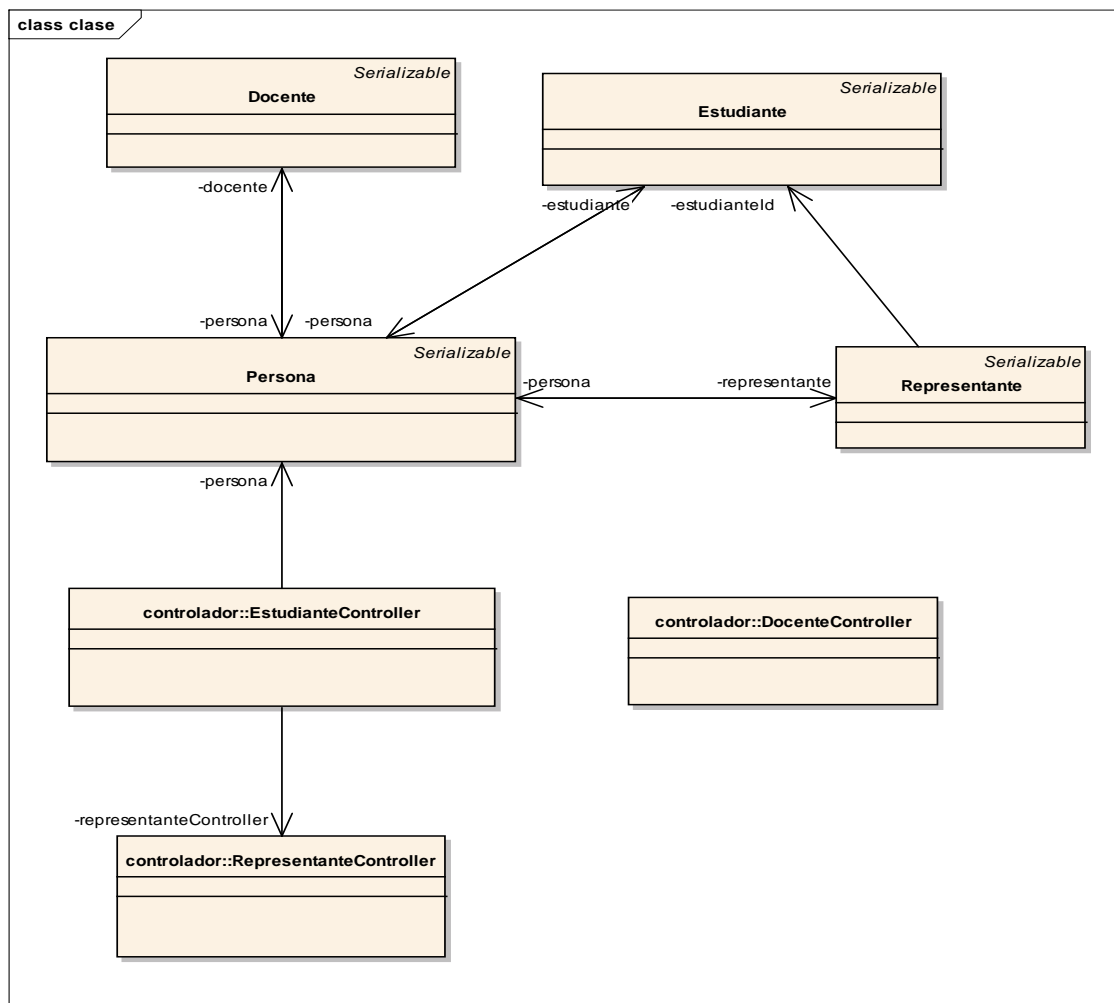 class clase
Serializable
Docente
Serializable
Estudiante
-docente
-estudiante
-estudianteId
-persona
-persona
Serializable
Persona
Serializable
Representante
-persona
-representante
-persona
controlador::EstudianteController
controlador::DocenteController
-representanteController
controlador::RepresentanteController